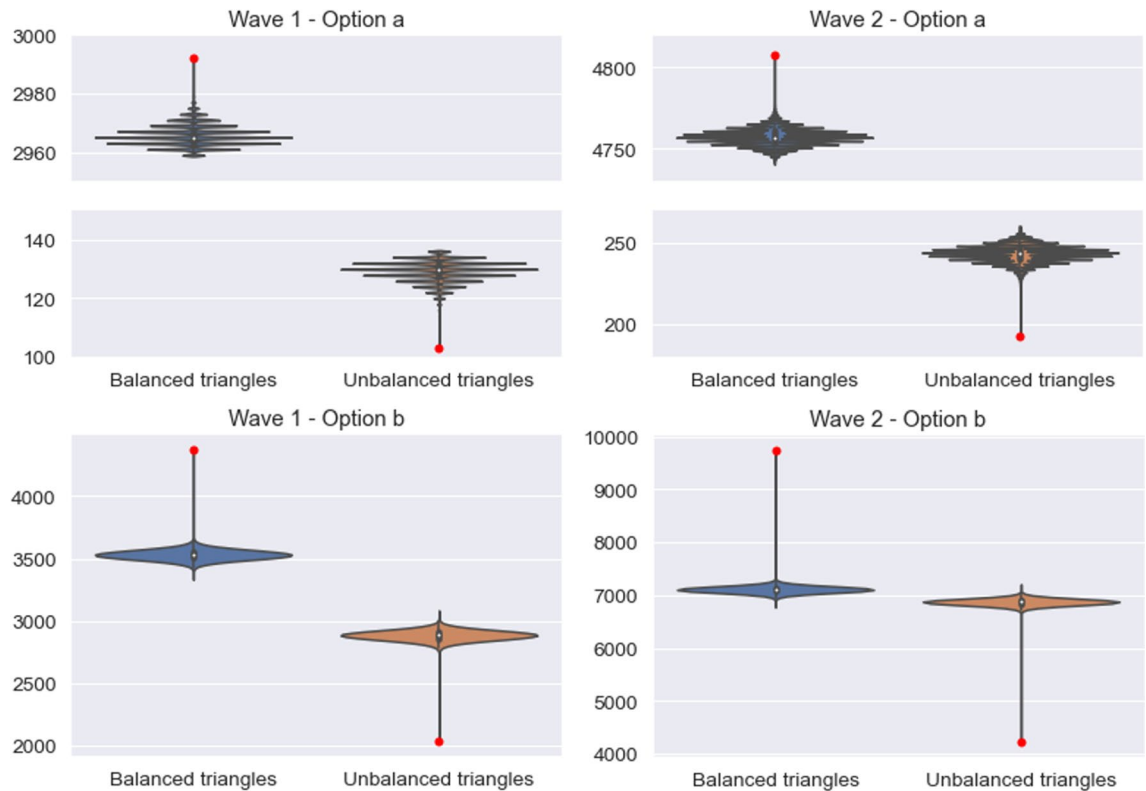 Wave 1 - Option a
3000
2980
2960
140
120
100
Balanced triangles Unbalanced triangles
Wave 2 - Option a
4800
4750
250
200
Balanced triangles Unbalanced triangles
Wave 1 - Option b
4000
3500
3000
2500
2000
Balanced triangles Unbalanced triangles
Wave 2 - Option b
10000
9000
8000
7000
6000
5000
4000
Balanced triangles Unbalanced triangles